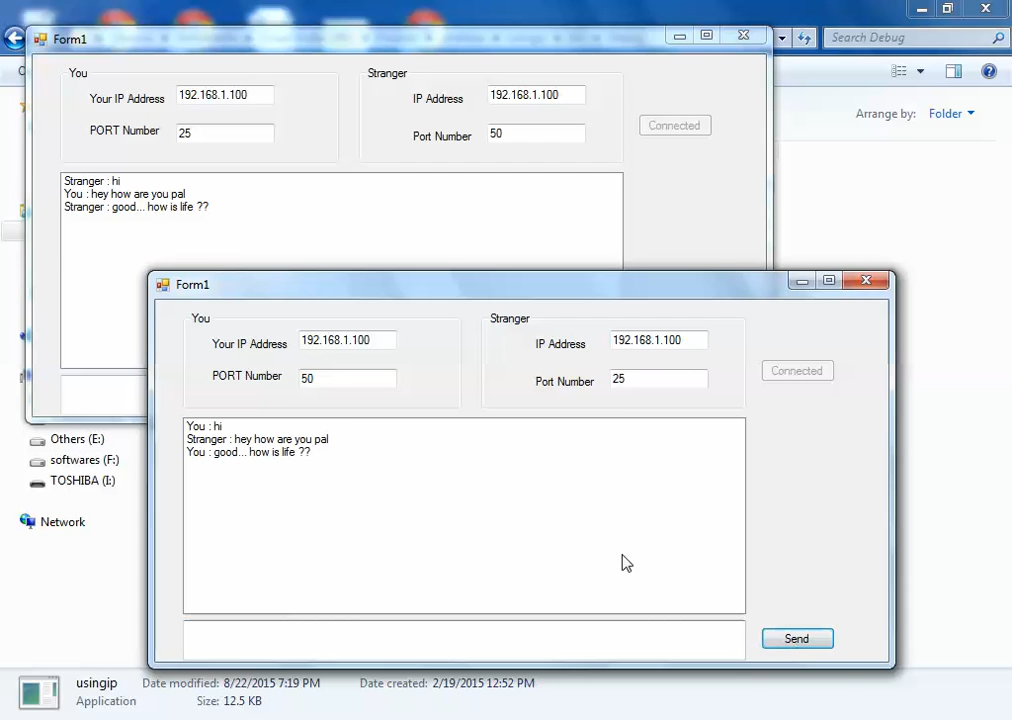 Form1
Search Debug
You
Stranger
Your IP Address 192.168.1.100
IP Address 192.168.1.100
PORT Number 25
Port Number 50
Connected
Arrange by: Folder
Stranger : hi
You : hey how are you pal
Stranger : good... how is life ??
Form1
You
Stranger
Your IP Address 192.168.1.100
IP Address 192.168.1.100
PORT Number 50
Port Number 25
Connected
You : hi
Stranger : hey how are you pal
You : good... how is life ??
Others (E:)
softwares (F:)
TOSHIBA (I:)
Network
Send
usingip Date modified: 8/22/2015 7:19 PM Date created: 2/19/2015 12:52 PM
Application Size: 12.5 KB